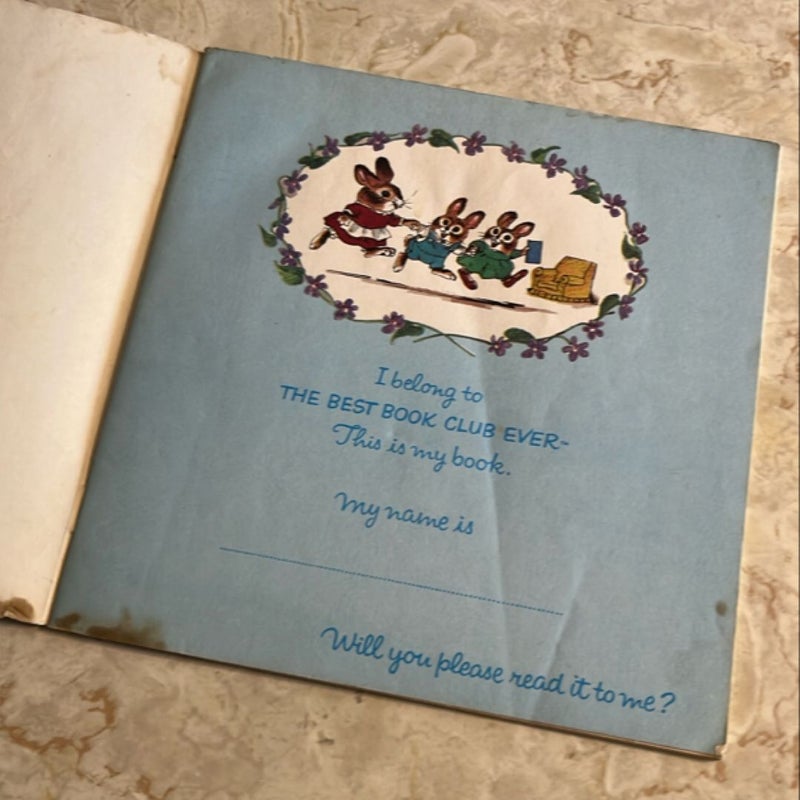 I belong to
THE BEST BOOK CLUB EVER-
This is my book.
My name is
Will you please read it to me?